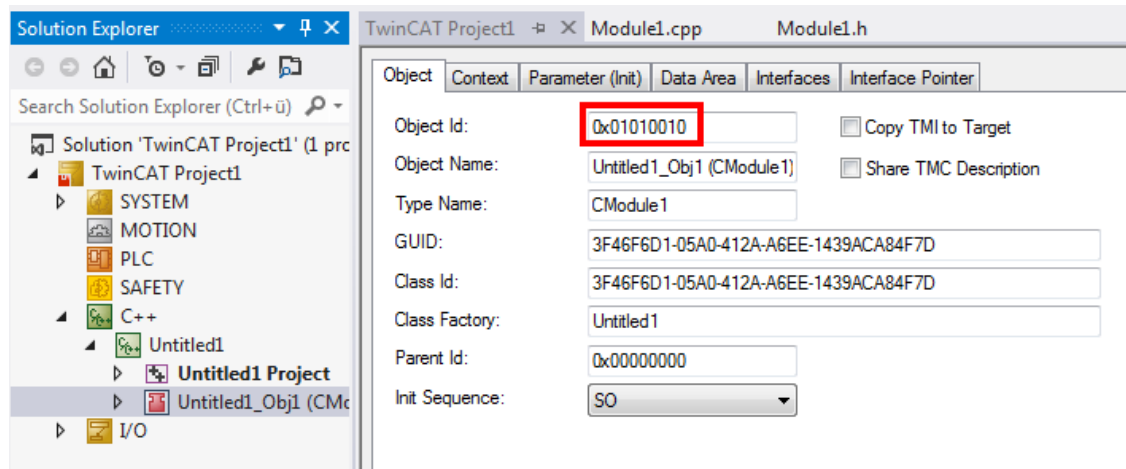 Solution Explorer
TwinCAT Project1 Module1.cpp Module1.h
Search Solution Explorer (Ctrl+ü)
Solution 'TwinCAT Project1' (1 prc
TwinCAT Project1
SYSTEM
MOTION
PLC
SAFETY
C++
Untitled1
Untitled1 Project
Untitled1_Obj1 (CMc
I/O
Object Context Parameter (Init) Data Area Interfaces Interface Pointer
Object Id: 0x01010010 Copy TMI to Target
Object Name: Untitled1_Obj1 (CModule1) Share TMC Description
Type Name: CModule1
GUID: 3F46F6D1-05A0-412A-A6EE-1439ACA84F7D
Class Id: 3F46F6D1-05A0-412A-A6EE-1439ACA84F7D
Class Factory: Untitled1
Parent Id: 0x00000000
Init Sequence: SO